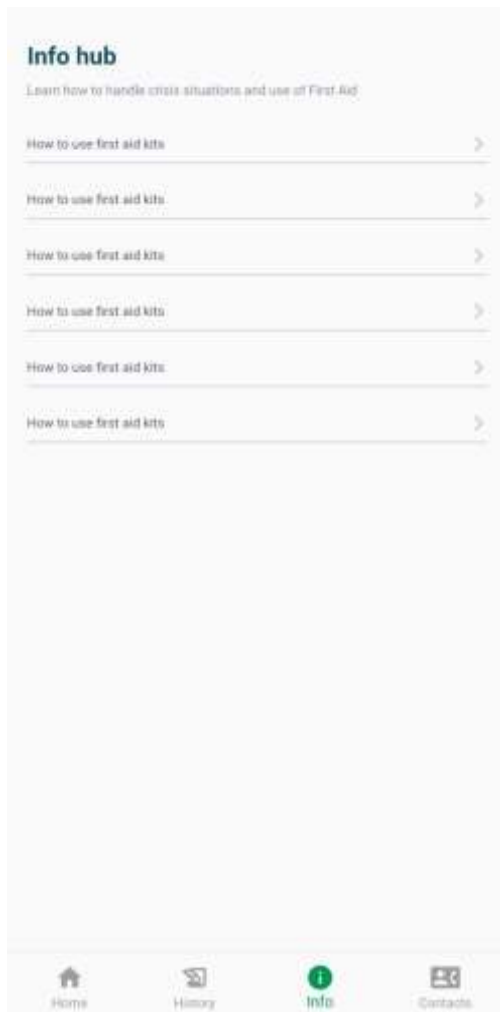 Info hub
Learn how to handle crisis situations and use of First Aid
How to use first aid kits
How to use first aid kits
How to use first aid kits
How to use first aid kits
How to use first aid kits
How to use first aid kits
Home
History
Info
Contacts